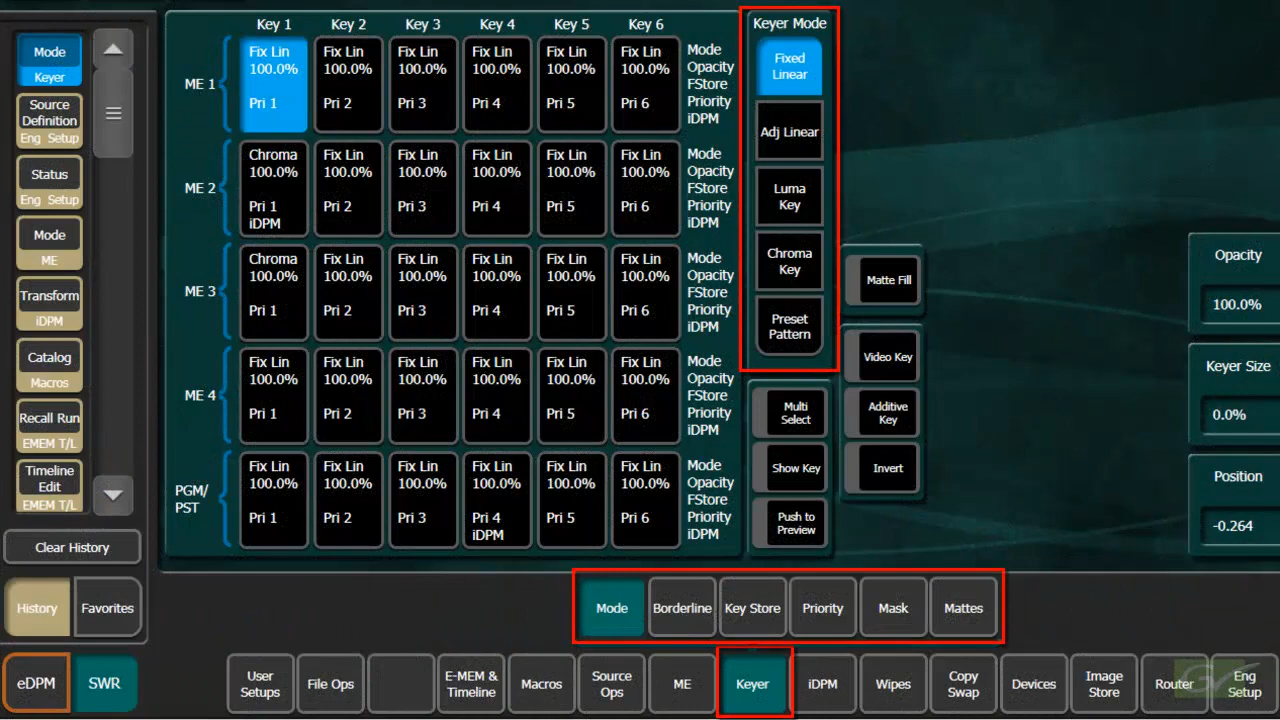 Mode
Keyer
Source
Definition
Eng Setup
Status
Eng Setup
Mode
ME
Transform
iDPM
Catalog
Macros
Recall Run
EMEM T/L
Timeline
Edit
EMEM T/L
Clear History
History Favorites
eDPM SWR
Key 1 Key 2 Key 3 Key 4 Key 5 Key 6
ME 1
Fix Lin Fix Lin Fix Lin Fix Lin Fix Lin Fix Lin Mode
100.0% 100.0% 100.0% 100.0% 100.0% 100.0% Opacity
FStore
Pri 1 Pri 2 Pri 3 Pri 4 Pri 5 Pri 6 Priority
iDPM
ME 2
Chroma Fix Lin Fix Lin Fix Lin Fix Lin Fix Lin Mode
100.0% 100.0% 100.0% 100.0% 100.0% 100.0% Opacity
FStore
Pri 1 Pri 2 Pri 3 Pri 4 Pri 5 Pri 6 Priority
iDPM iDPM
ME 3
Chroma Fix Lin Fix Lin Fix Lin Fix Lin Fix Lin Mode
100.0% 100.0% 100.0% 100.0% 100.0% 100.0% Opacity
FStore
Pri 1 Pri 2 Pri 3 Pri 4 Pri 5 Pri 6 Priority
iDPM
ME 4
Fix Lin Fix Lin Fix Lin Fix Lin Fix Lin Fix Lin Mode
100.0% 100.0% 100.0% 100.0% 100.0% 100.0% Opacity
FStore
Pri 1 Pri 2 Pri 3 Pri 4 Pri 5 Pri 6 Priority
iDPM
PGM/
PST
Fix Lin Fix Lin Fix Lin Fix Lin Fix Lin Fix Lin Mode
100.0% 100.0% 100.0% 100.0% 100.0% 100.0% Opacity
FStore
Pri 1 Pri 2 Pri 3 Pri 4 Pri 5 Pri 6 Priority
iDPM iDPM
Keyer Mode
Fixed
Linear
Adj Linear
Luma
Key
Chroma
Key
Preset
Pattern
Multi
Select
Show Key
Push to
Preview
Matte Fill
Video Key
Additive
Key
Invert
Opacity
100.0%
Keyer Size
0.0%
Position
-0.264
Mode Borderline Key Store Priority Mask Mattes
User
Setups
File Ops
E-MEM &
Timeline
Macros
Source
Ops
ME
Keyer
iDPM
Wipes
Copy
Swap
Devices
Image
Store
Router
Eng
Setup